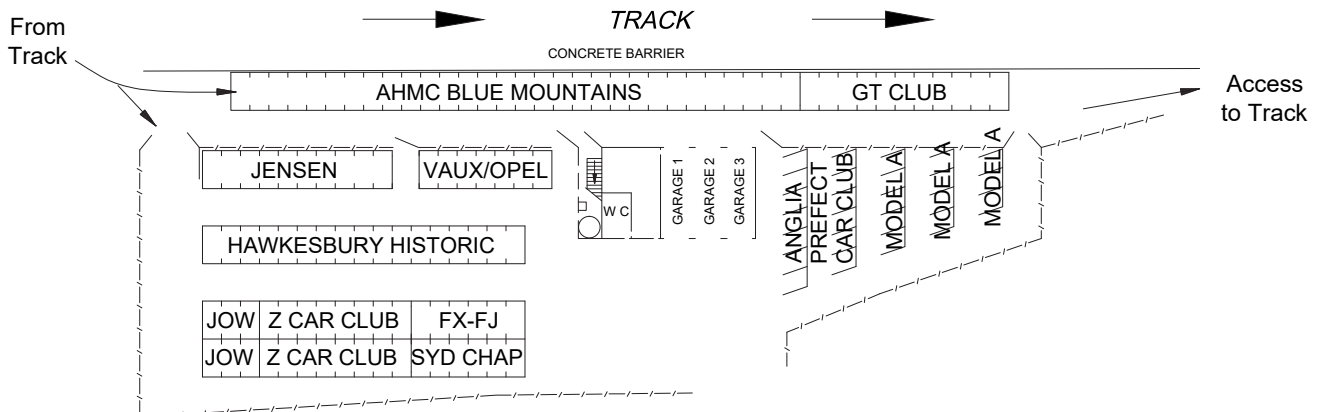 TRACK
From
Track
CONCRETE BARRIER
AHMC BLUE MOUNTAINS
GT CLUB
Access
to Track
JENSEN
VAUX/OPEL
W C
GARAGE 1
GARAGE 2
GARAGE 3
ANGLIA
PREFECT
CAR CLUB
MODEL A
MODEL A
MODEL A
HAWKESBURY HISTORIC
JOW
Z CAR CLUB
FX-FJ
JOW
Z CAR CLUB
SYD CHAP